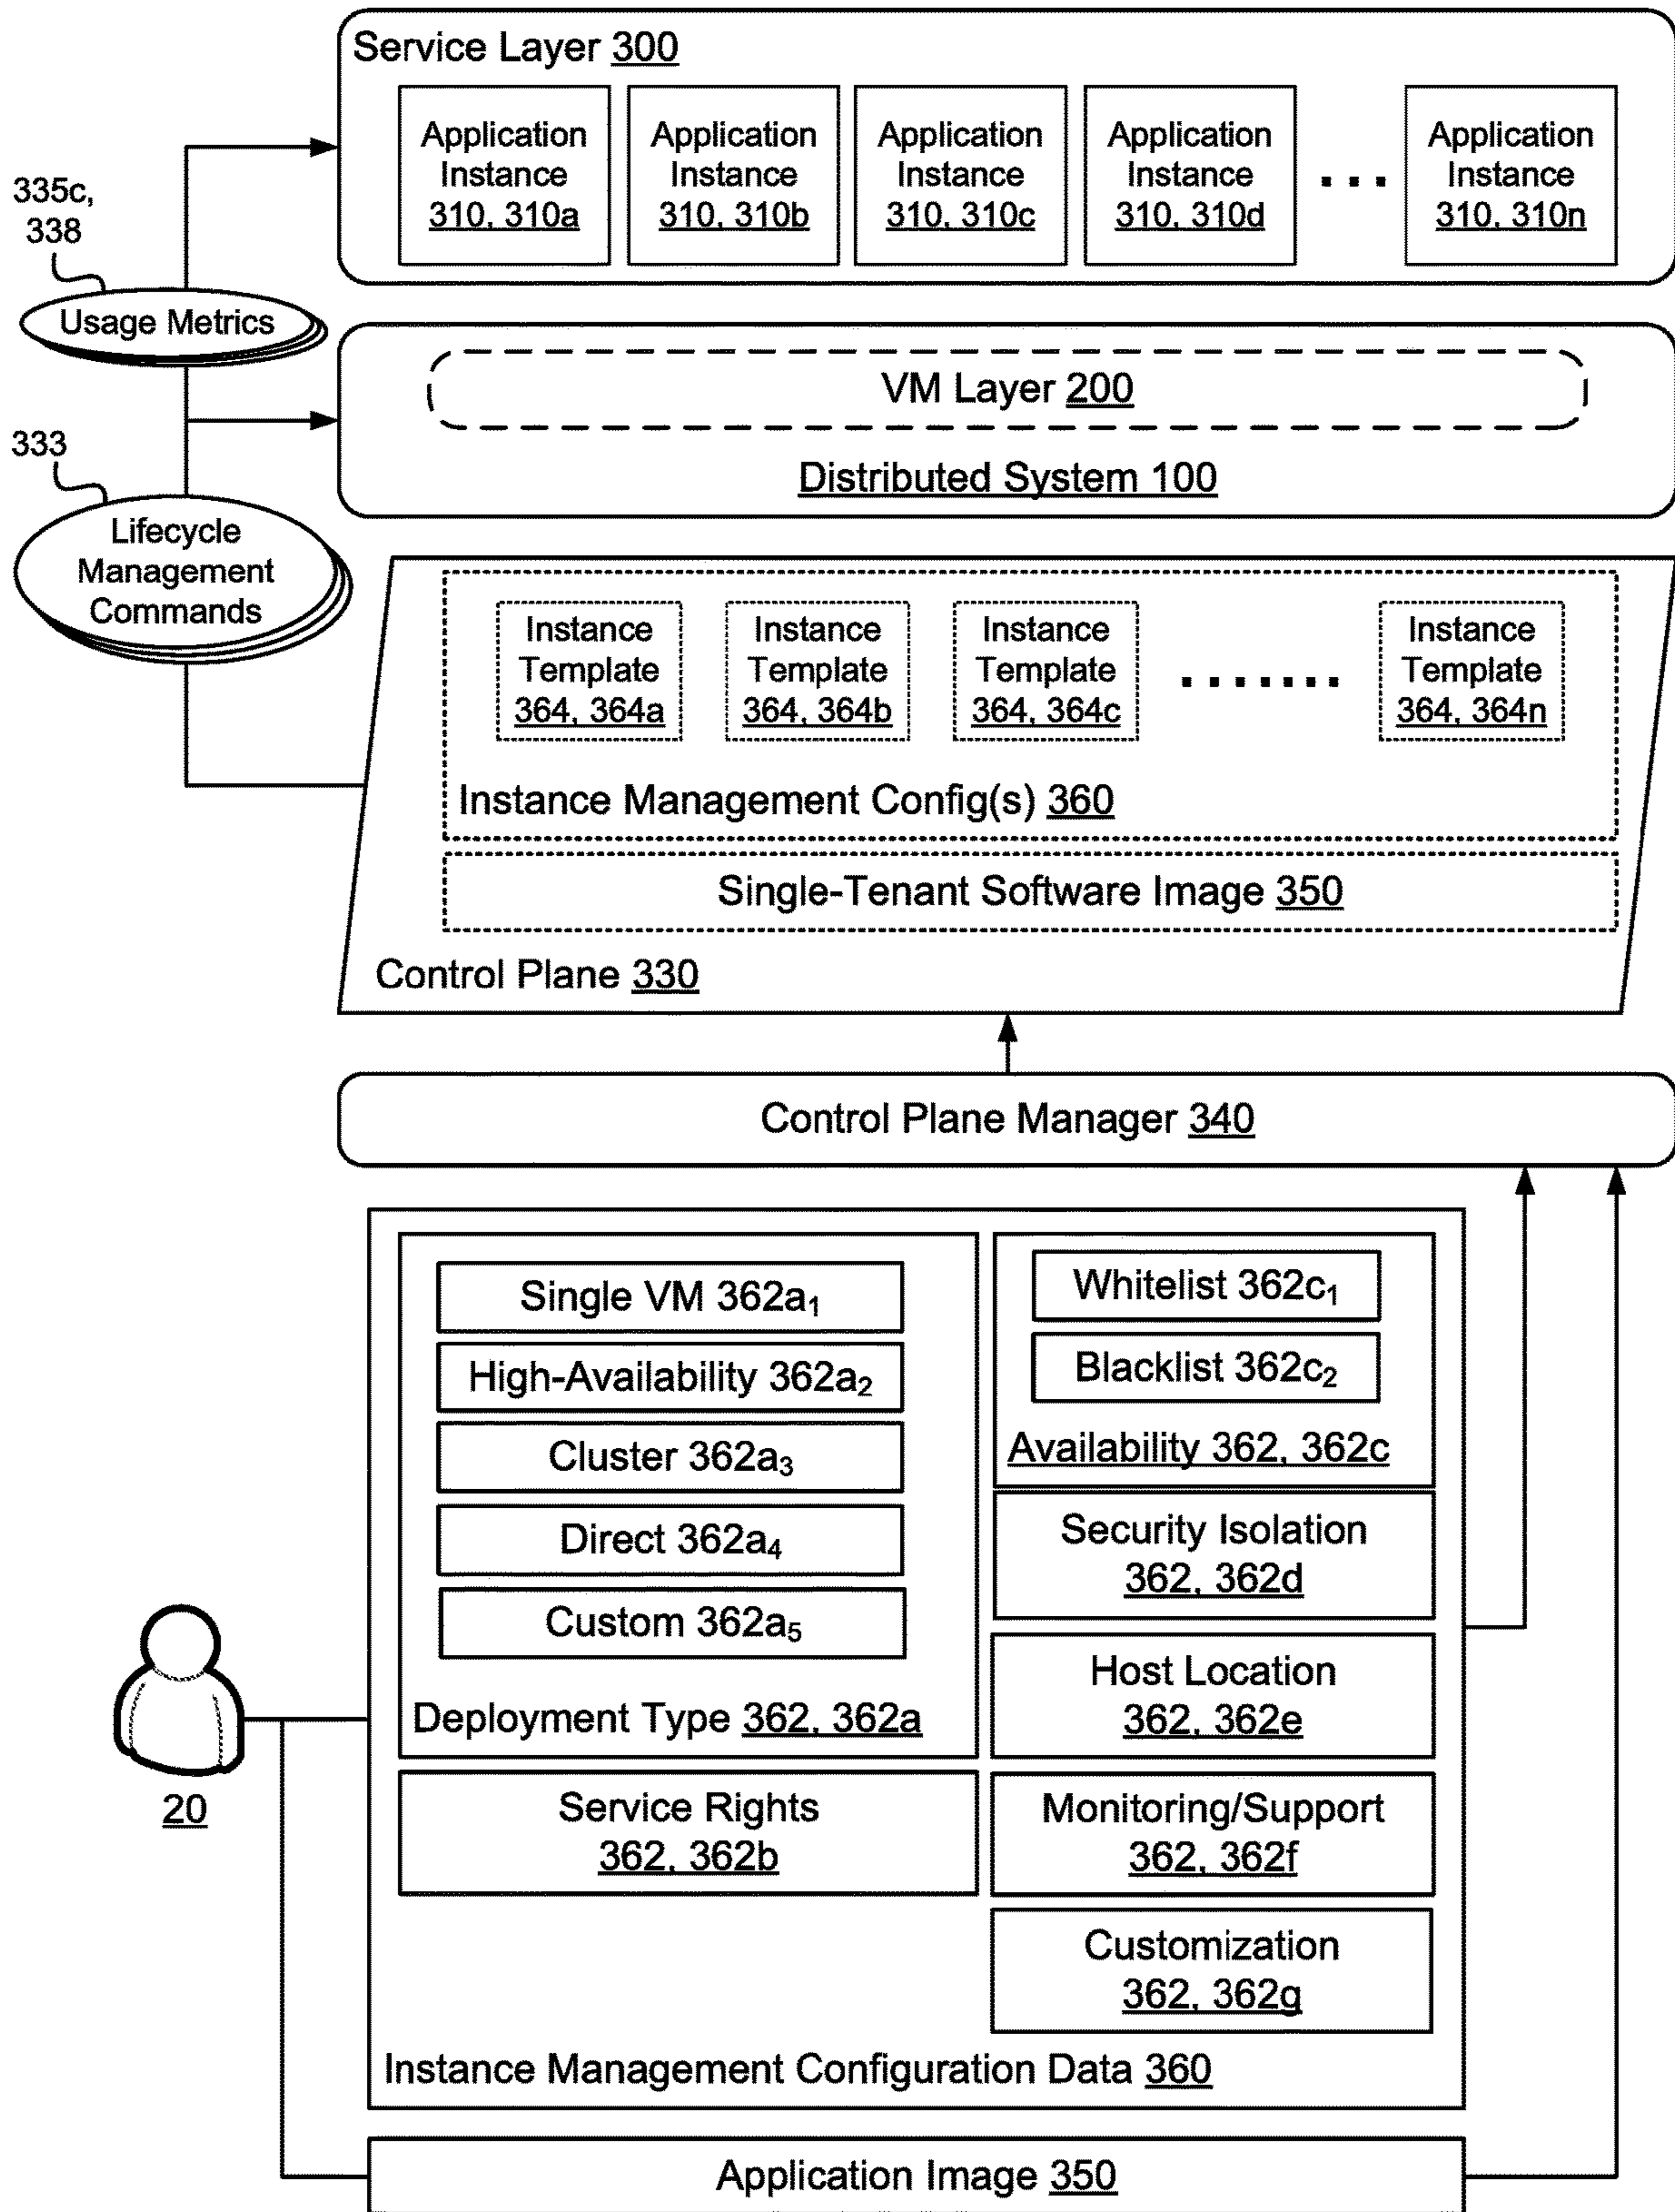 Service Layer 300
Application
Instance
310, 310a
Application
Instance
310, 310b
Application
Instance
310, 310c
Application
Instance
310, 310d
...
Application
Instance
310, 310n
335c,
338
Usage Metrics
VM Layer 200
Distributed System 100
333
Lifecycle
Management
Commands
Instance
Template
364, 364a
Instance
Template
364, 364b
Instance
Template
364, 364c
.......
Instance
Template
364, 364n
Instance Management Config(s) 360
Single-Tenant Software Image 350
Control Plane 330
Control Plane Manager 340
Single VM 362a₁
High-Availability 362a₂
Cluster 362a₃
Direct 362a₄
Custom 362a₅
Deployment Type 362, 362a
Service Rights
362, 362b
Whitelist 362c₁
Blacklist 362c₂
Availability 362, 362c
Security Isolation
362, 362d
Host Location
362, 362e
Monitoring/Support
362, 362f
Customization
362, 362g
20
Instance Management Configuration Data 360
Application Image 350